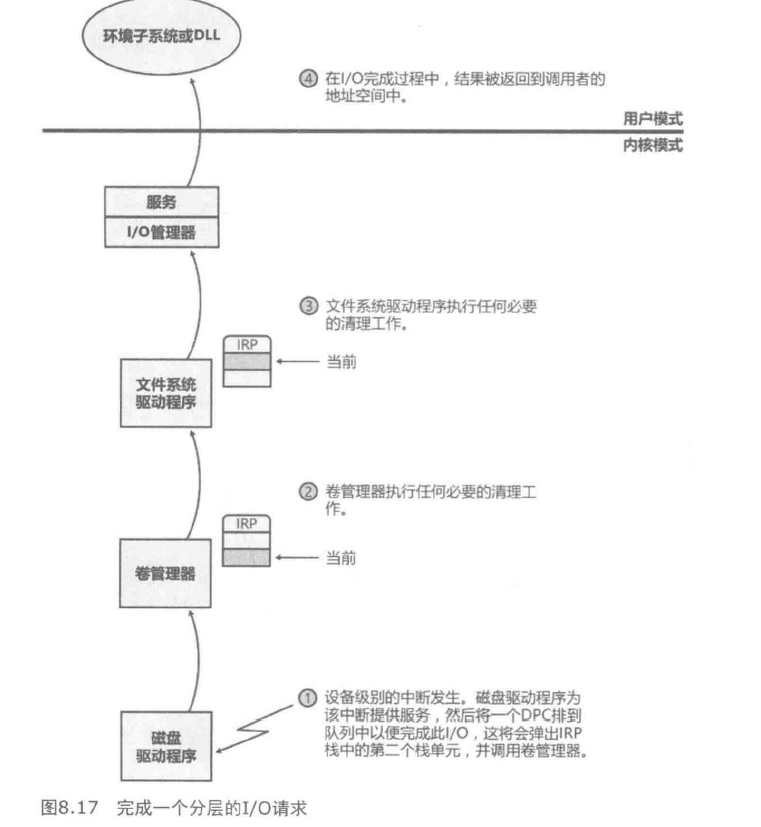 环境子系统或DLL
④ 在I/O完成过程中，结果被返回到调用者的
地址空间中。
用户模式
内核模式
服务
I/O管理器
③ 文件系统驱动程序执行任何必要
的清理工作。
IRP
当前
文件系统
驱动程序
② 卷管理器执行任何必要的清理工
作。
IRP
当前
卷管理器
① 设备级别的中断发生。磁盘驱动程序为
该中断提供服务，然后将一个DPC排到
队列中以便完成此I/O，这将会弹出IRP
栈中的第二个栈单元，并调用卷管理器。
磁盘
驱动程序
图8.17 完成一个分层的I/O请求